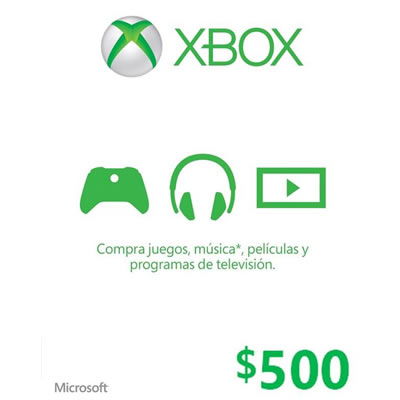 XBOX
Compra juegos, música*, películas y
programas de televisión.
$500
Microsoft